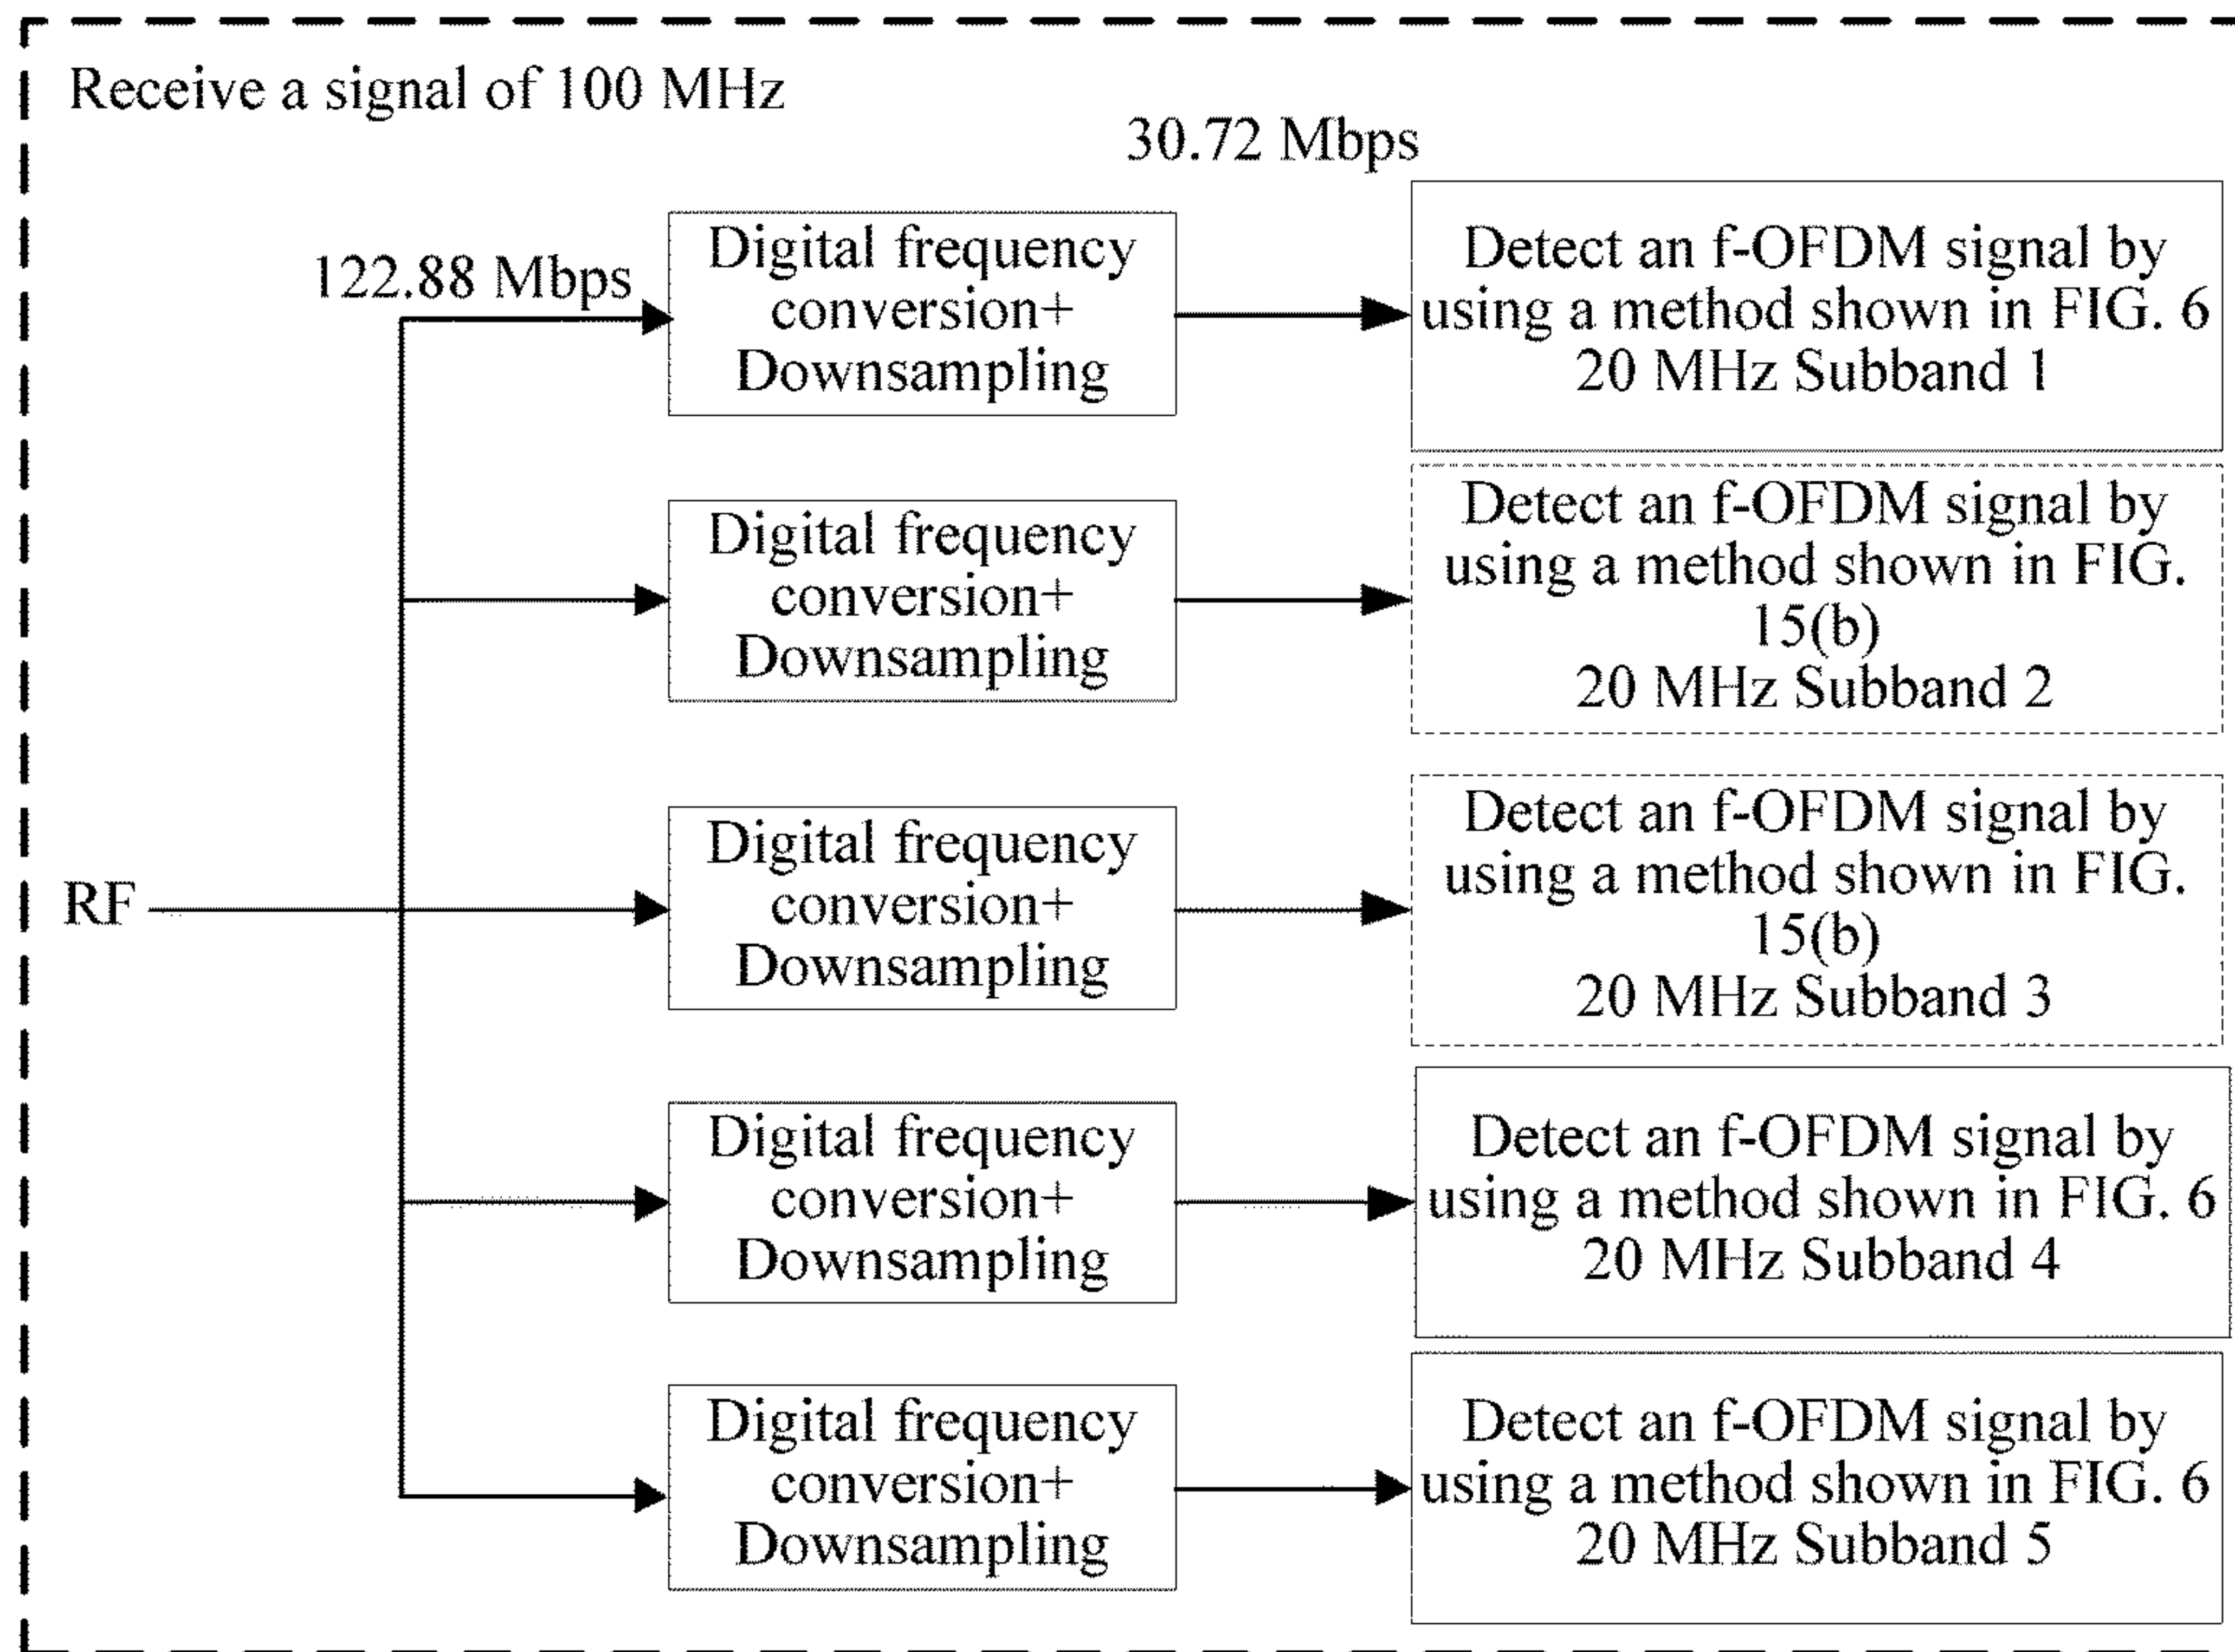 Receive a signal of 100 MHz
30.72 Mbps
122.88 Mbps
Digital frequency
conversion+
Downsampling
Detect an f-OFDM signal by
using a method shown in FIG. 6
20 MHz Subband 1
Digital frequency
conversion+
Downsampling
Detect an f-OFDM signal by
using a method shown in FIG.
15(b)
20 MHz Subband 2
RF
Digital frequency
conversion+
Downsampling
Detect an f-OFDM signal by
using a method shown in FIG.
15(b)
20 MHz Subband 3
Digital frequency
conversion+
Downsampling
Detect an f-OFDM signal by
using a method shown in FIG. 6
20 MHz Subband 4
Digital frequency
conversion+
Downsampling
Detect an f-OFDM signal by
using a method shown in FIG. 6
20 MHz Subband 5